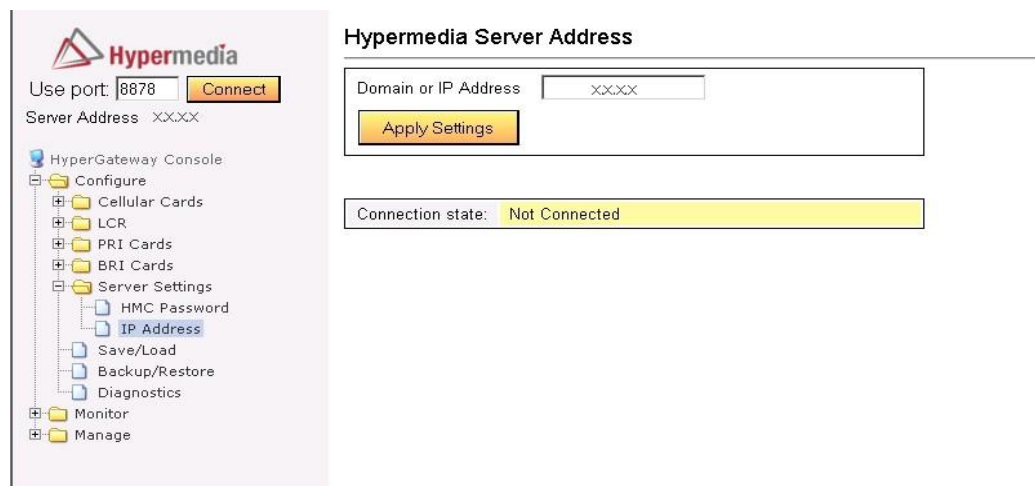 Hypermedia
Use port: 8878 Connect
Server Address XX.XX
HyperGateway Console
Configure
Cellular Cards
LCR
PRI Cards
BRI Cards
Server Settings
HMC Password
IP Address
Save/Load
Backup/Restore
Diagnostics
Monitor
Manage
Hypermedia Server Address
Domain or IP Address XX.XX
Apply Settings
Connection state: Not Connected